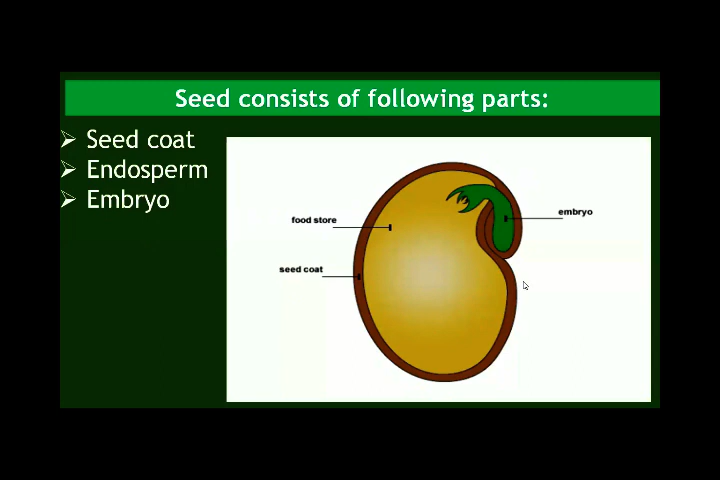 Seed consists of following parts:
Seed coat
Endosperm
Embryo
food store
embryo
seed coat